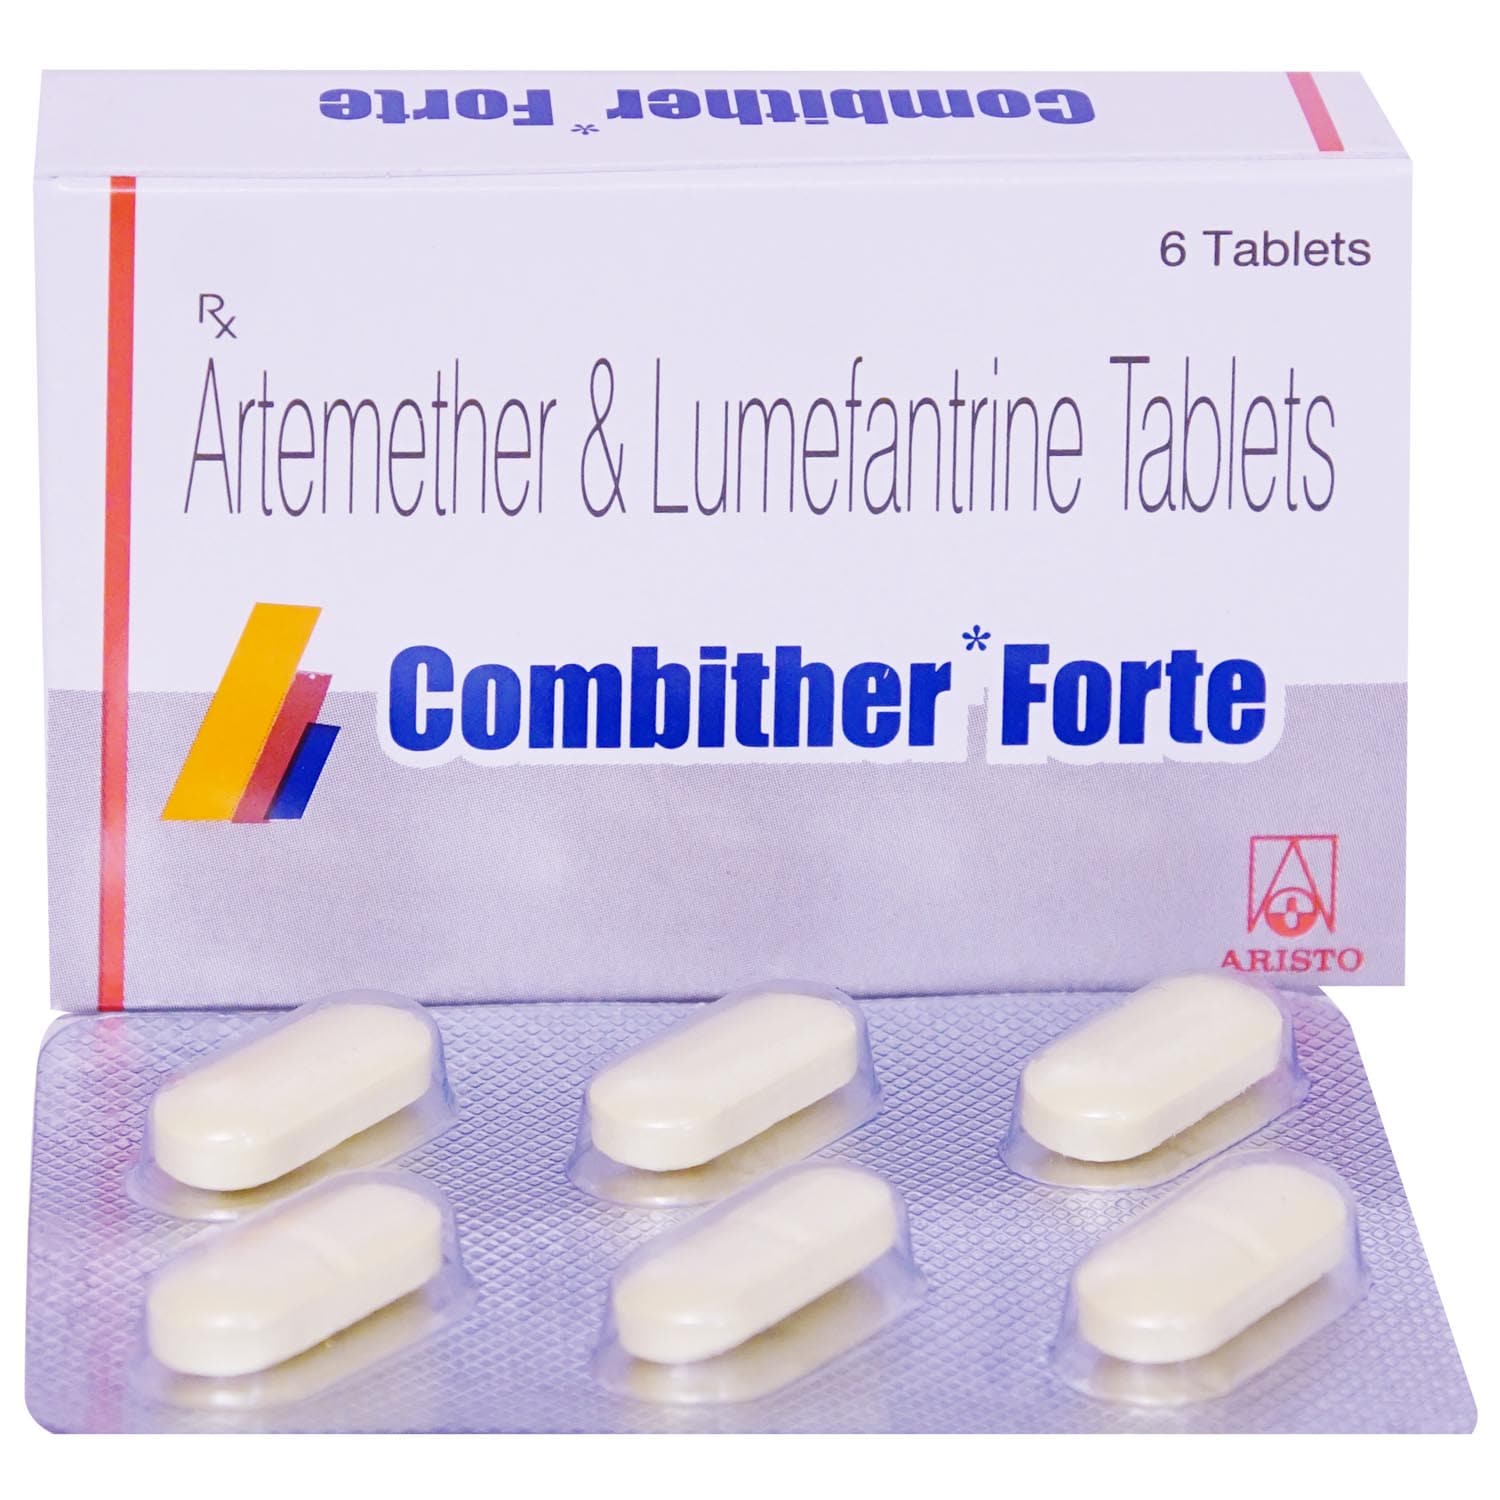 Combither* Forte
6 Tablets
Rx
Artemether & Lumefantrine Tablets
Combither* Forte
ARISTO